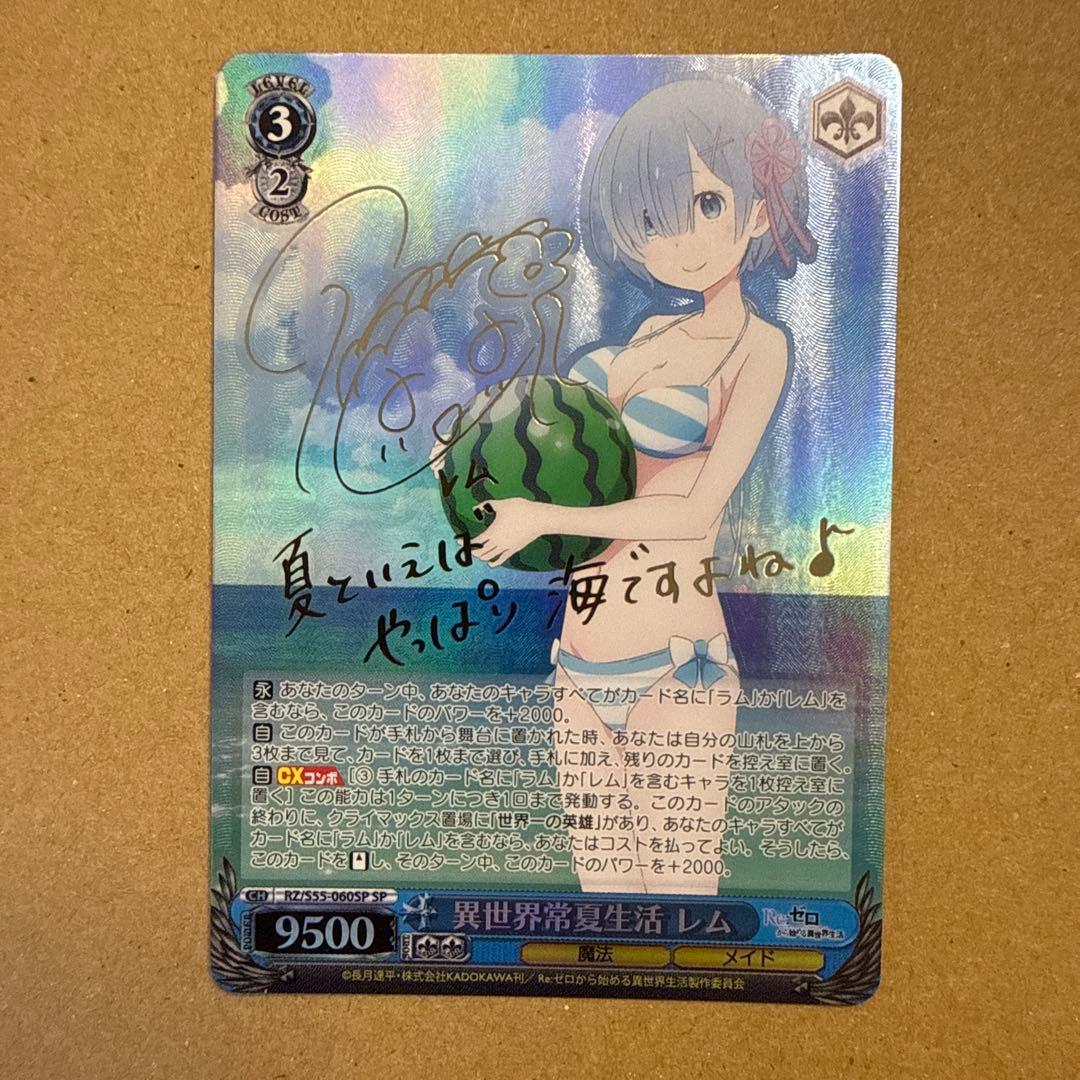 LEVEL
3
2
COST
レム
夏といえば
やっぱり 海ですよね♪
永 あなたのターン中、あなたのキャラすべてがカード名に「ラム」か「レム」を
含むなら、このカードのパワーを+2000。
自 このカードが手札から舞台に置かれた時、あなたは自分の山札を上から
3枚まで見て、カードを1枚まで選び、手札に加え、残りのカードを控え室に置く。
自 CXコンボ [③ 手札のカード名に「ラム」か「レム」を含むキャラを1枚控え室に
置く] この能力は1ターンにつき1回まで発動する。このカードのアタックの
終わりに、クライマックス置場に「世界一の英雄」があり、あなたのキャラすべてが
カード名に「ラム」か「レム」を含むなら、あなたはコストを払ってよい。そうしたら、
このカードを し、そのターン中、このカードのパワーを+2000。
CH RZ/S55-060SP SP
POWER 9500 SOUL 異世界常夏生活 レム Re:ゼロ
から始める異世界生活
魔法 メイド
©長月達平・株式会社KADOKAWA刊/Re:ゼロから始める異世界生活製作委員会